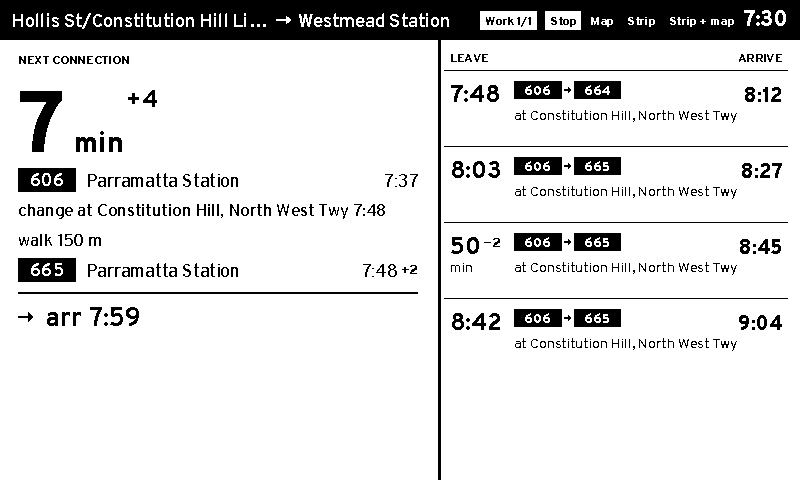 Hollis St/Constitution Hill Li... → Westmead Station
Work 1/1 Stop Map Strip Strip + map 7:30
NEXT CONNECTION
7 min +4
606 Parramatta Station 7:37
change at Constitution Hill, North West Twy 7:48
walk 150 m
665 Parramatta Station 7:48 +2
→ arr 7:59
LEAVE ARRIVE
7:48 606 → 664 8:12
at Constitution Hill, North West Twy
8:03 606 → 665 8:27
at Constitution Hill, North West Twy
50 −2 606 → 665 8:45
min at Constitution Hill, North West Twy
8:42 606 → 665 9:04
at Constitution Hill, North West Twy